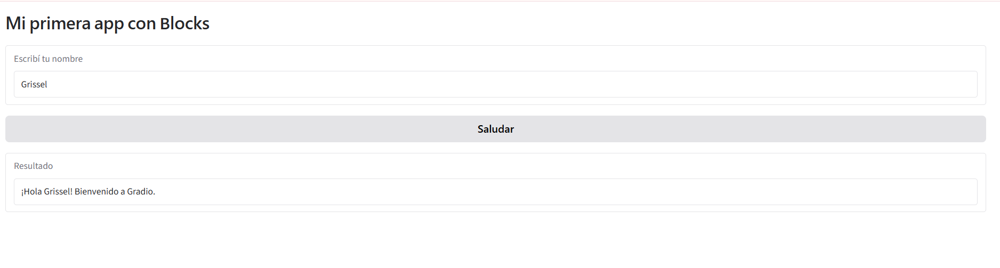 Mi primera app con Blocks
Escribí tu nombre
Grissel
Saludar
Resultado
¡Hola Grissel! Bienvenido a Gradio.